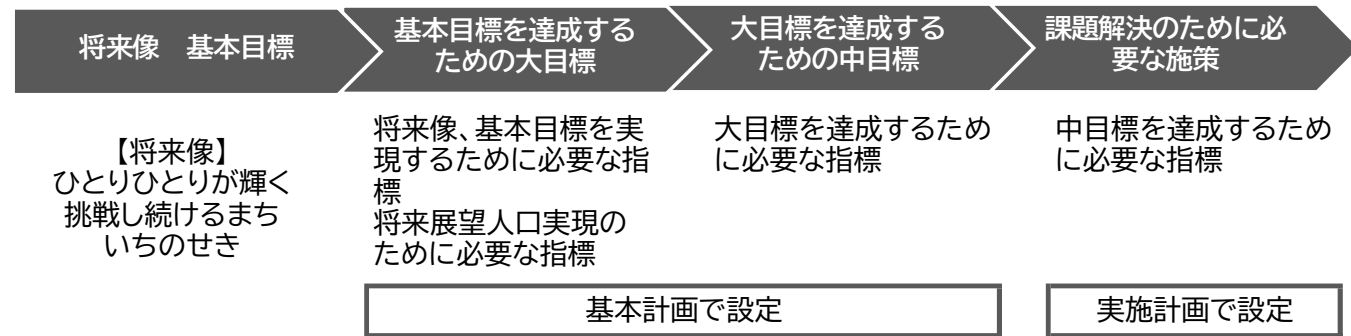 将来像　基本目標
基本目標を達成する
ための大目標
大目標を達成する
ための中目標
課題解決のために必
要な施策
【将来像】
ひとりひとりが輝く
挑戦し続けるまち
いちのせき
将来像、基本目標を実
現するために必要な指
標
将来展望人口実現の
ために必要な指標
大目標を達成するため
に必要な指標
中目標を達成するため
に必要な指標
基本計画で設定
実施計画で設定